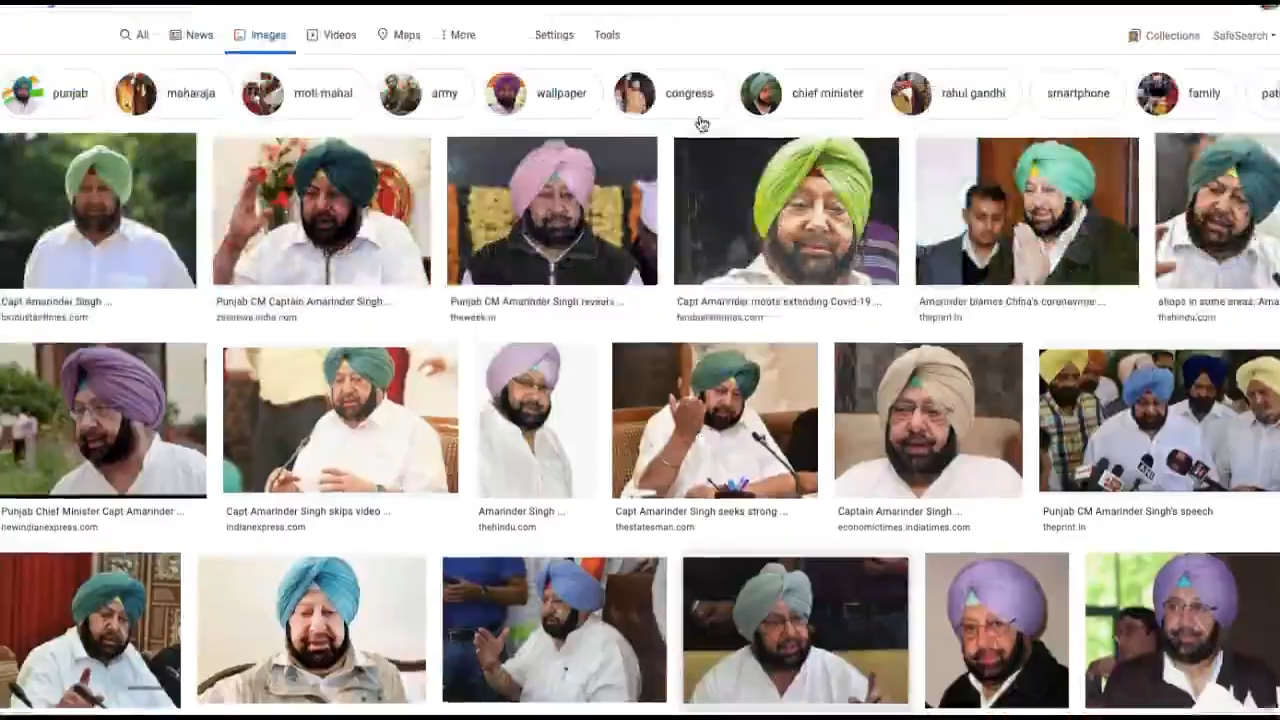 All News Images Videos Maps More Settings Tools Collections SafeSearch
punjab maharaja moti mahal army wallpaper congress chief minister rahul gandhi smartphone family
Capt Amarinder Singh ... Punjab CM Captain Amarinder Singh... Punjab CM Amarinder Singh reveals ... Capt Amarinder moots extending Covid-19 ... Amarinder blames China's coronavirus ... shops in some areas: Ama
hindustantimes.com zeenews.india.com theweek.in theprint.in thehindu.com
Punjab Chief Minister Capt Amarinder ... Capt Amarinder Singh skips video ... Amarinder Singh ... Capt Amarinder Singh seeks strong ... Captain Amarinder Singh ... Punjab CM Amarinder Singh's speech
newindianexpress.com indianexpress.com thehindu.com thestatesman.com economictimes.indiatimes.com theprint.in